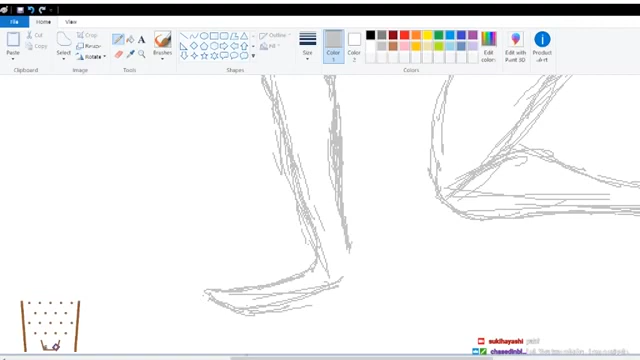 File Home View
Paste
Cut
Copy
Clipboard
Select
Crop
Rotate
Image
Tools
Brushes
Shapes
Outline
Fill
Size
Color
1
Color
2
Colors
Edit
colors
Edit with
Paint 3D
Product
alert
sukihayashi
chasedinbl...